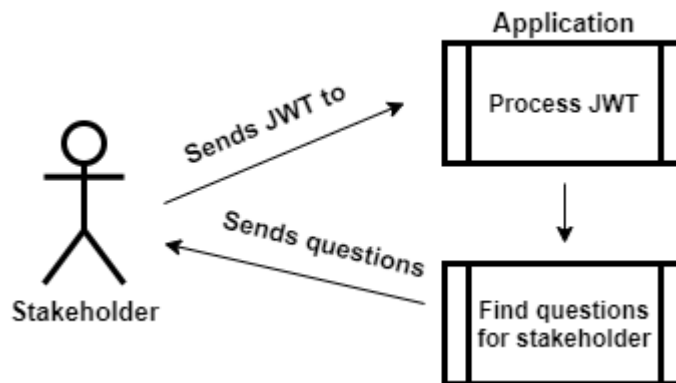 Application
Process JWT
Sends JWT to
Sends questions
Find questions
for stakeholder
Stakeholder